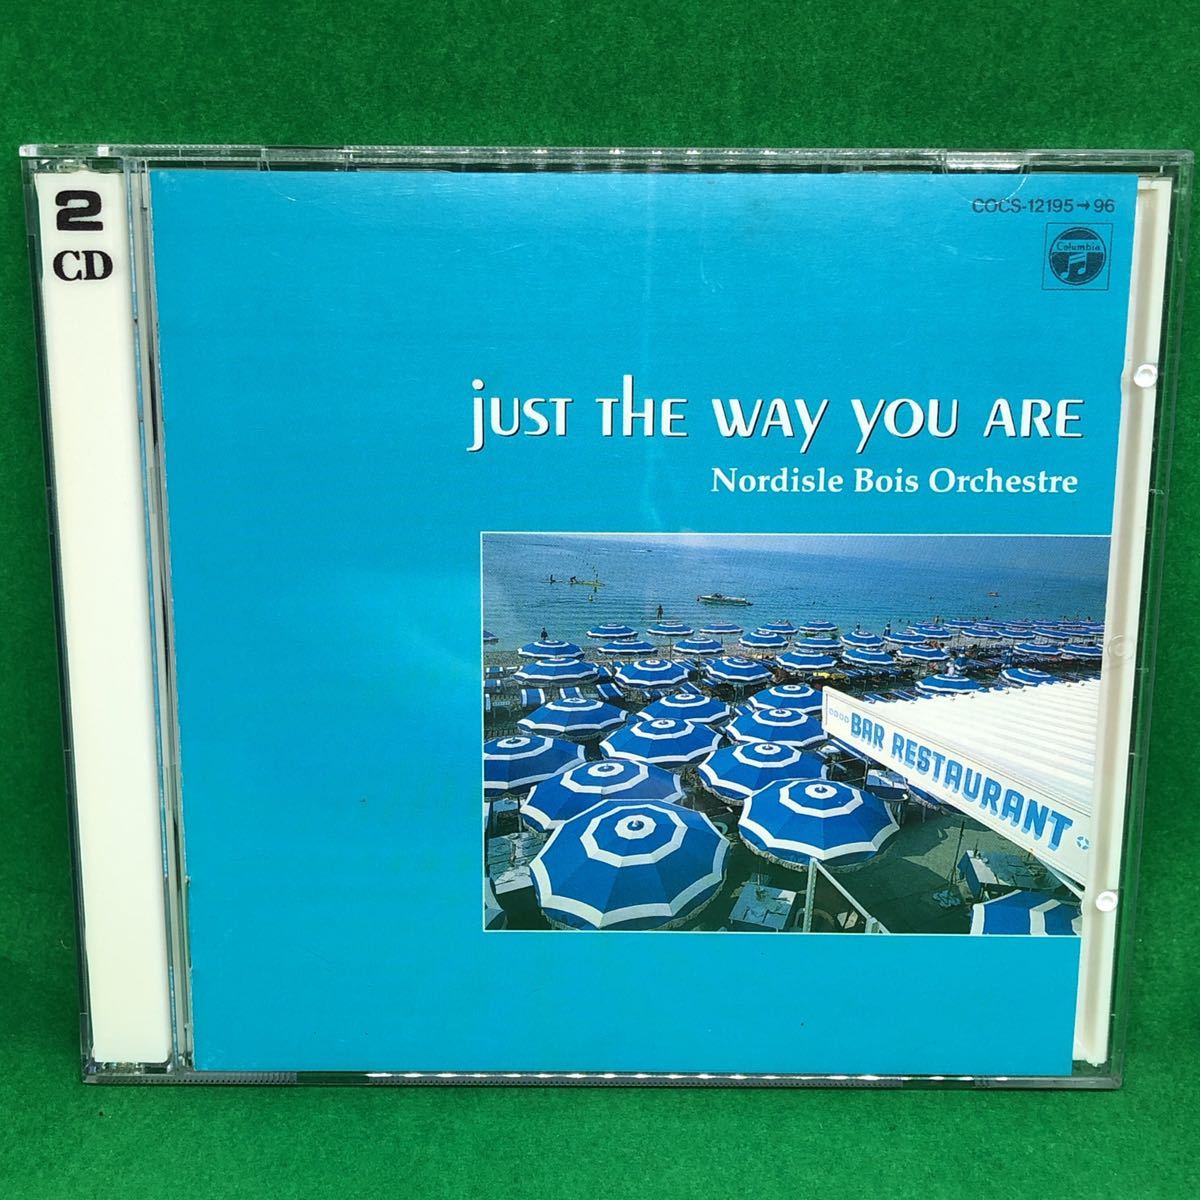 2
CD
COCS-12195→96
Columbia
just the way you are
Nordisle Bois Orchestre
BAR RESTAURANT